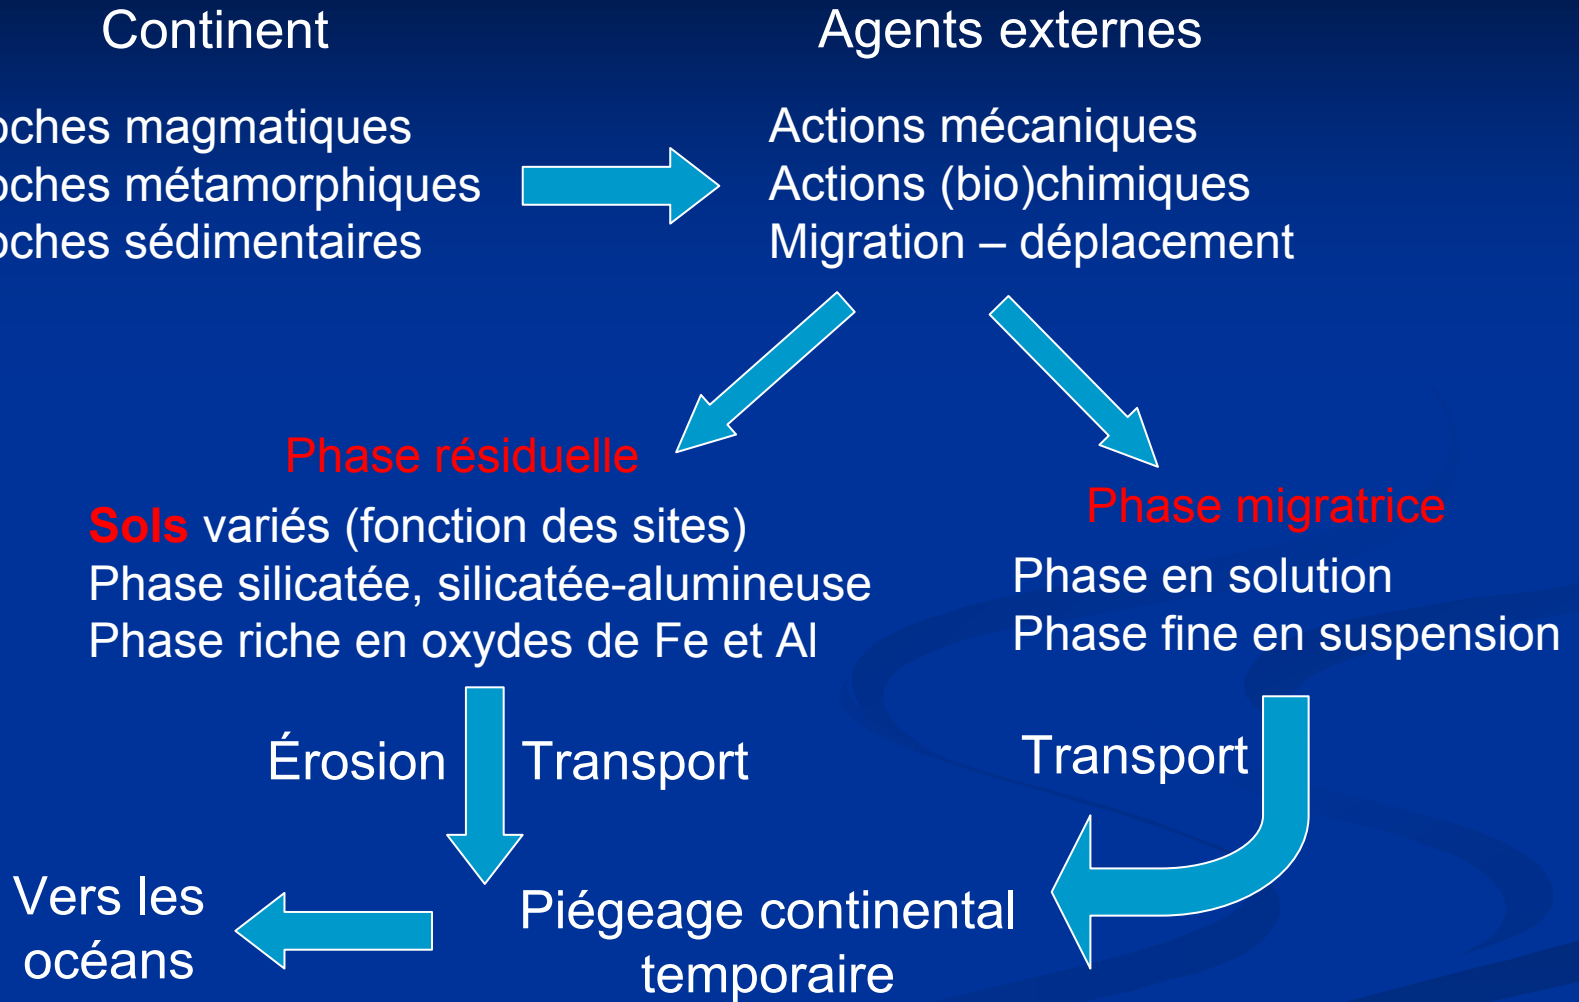 Continent
Agents externes
oches magmatiques
oches métamorphiques
oches sédimentaires
Actions mécaniques
Actions (bio)chimiques
Migration – déplacement
Phase résiduelle
Sols variés (fonction des sites)
Phase silicatée, silicatée-alumineuse
Phase riche en oxydes de Fe et Al
Phase migratrice
Phase en solution
Phase fine en suspension
Érosion
Transport
Transport
Vers les
océans
Piégeage continental
temporaire